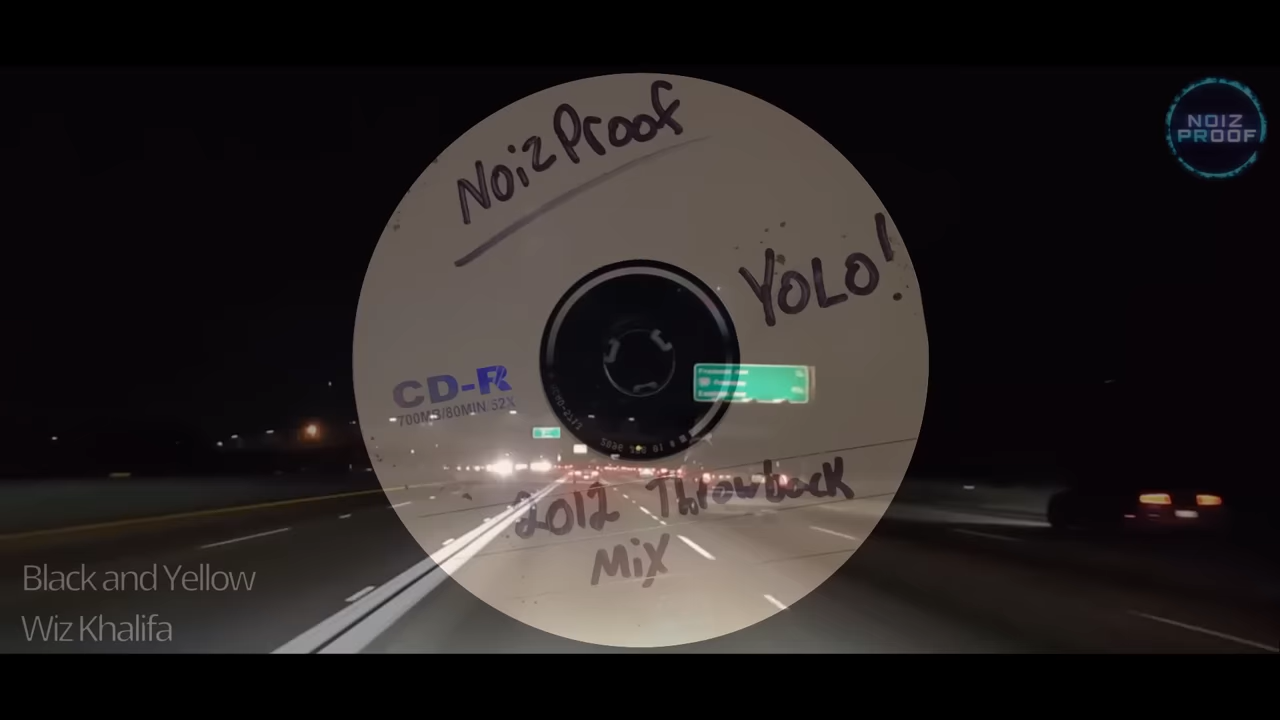 NoizProof
NOIZ
PROOF
YOLO!
CD-R
700MB/80MIN 52X
2012 Throwback
Mix
Black and Yellow
Wiz Khalifa